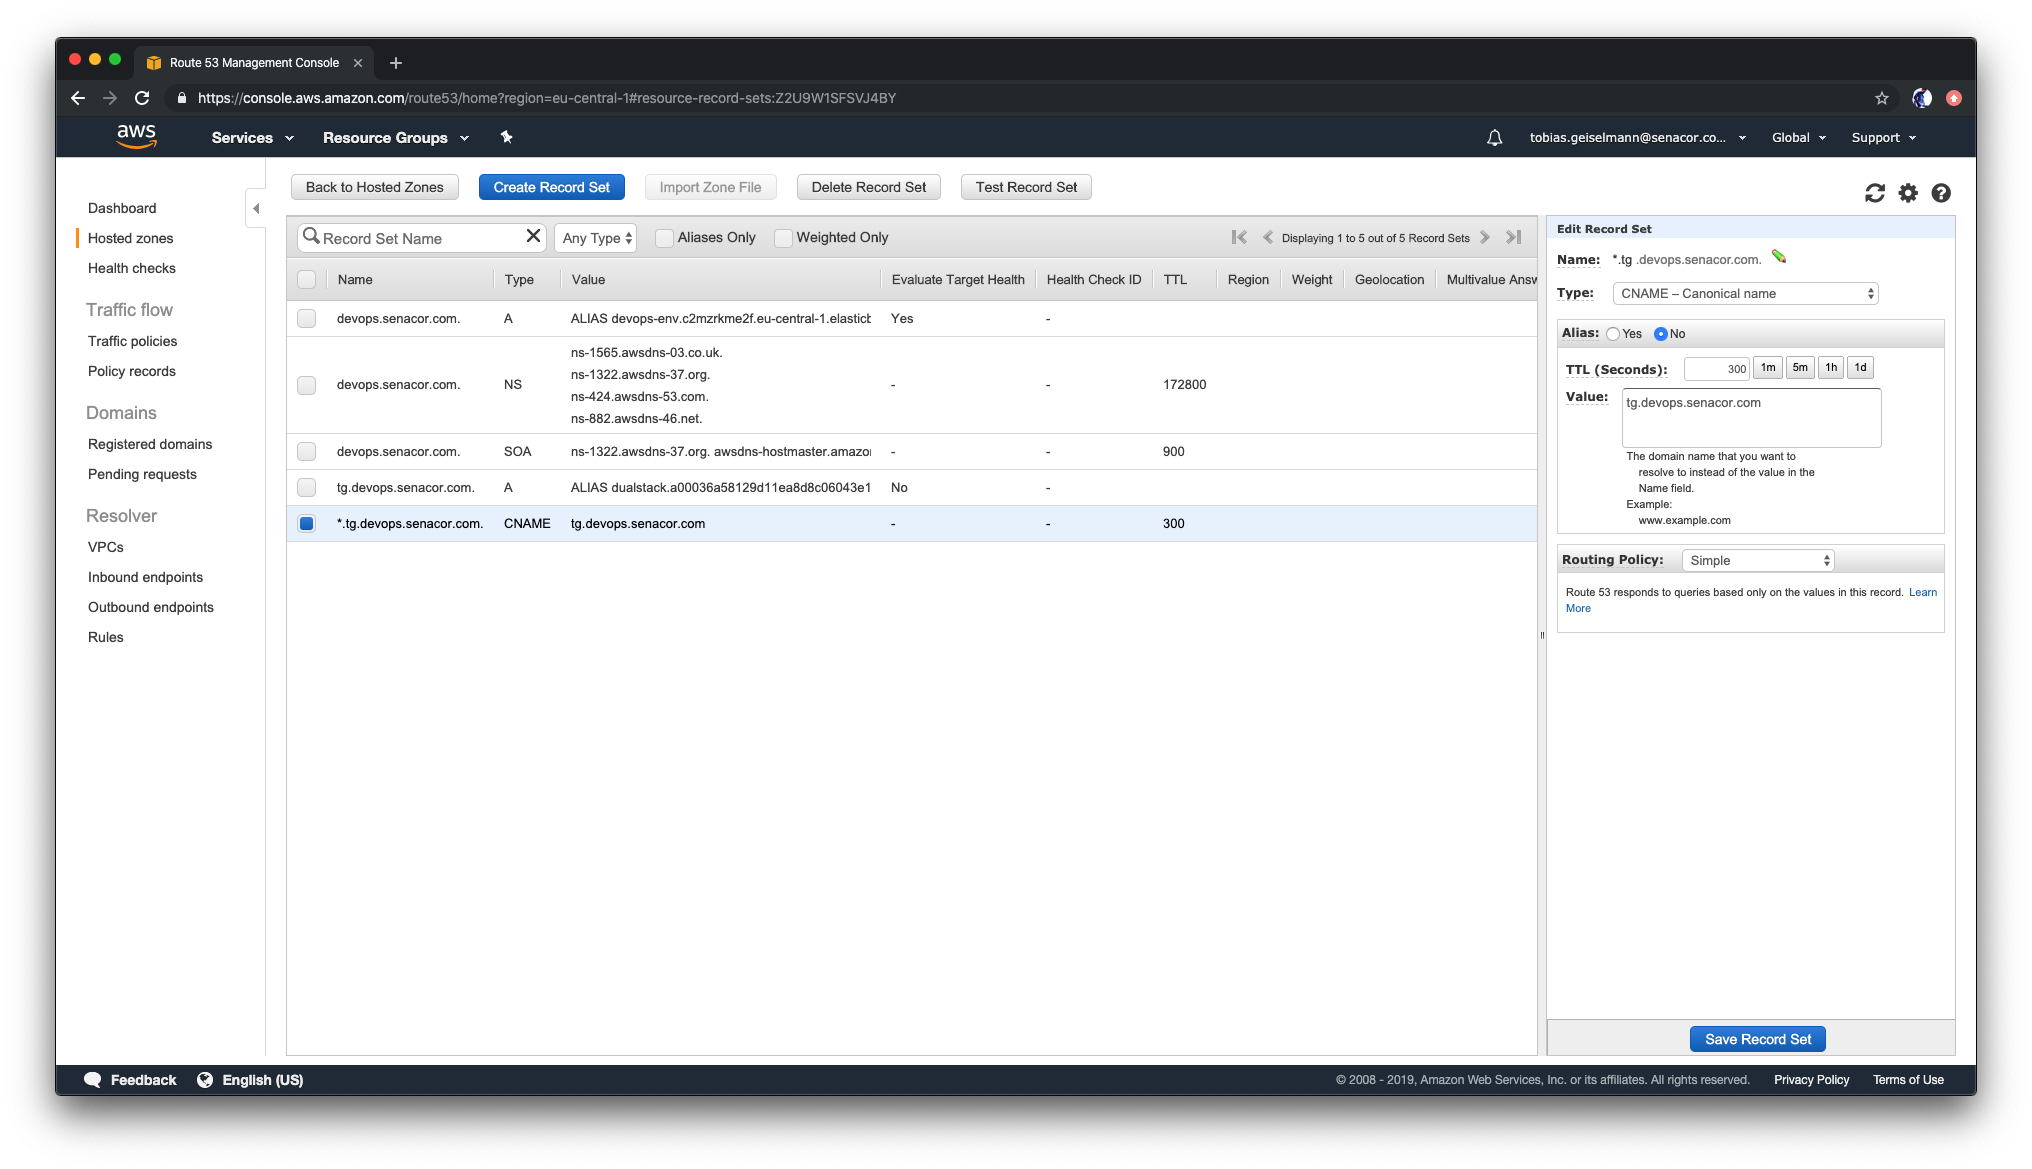 Route 53 Management Console
https://console.aws.amazon.com/route53/home?region=eu-central-1#resource-record-sets:Z2U9W1SFSVJ4BY
aws Services Resource Groups tobias.geiselmann@senacor.co... Global Support
Dashboard
Hosted zones
Health checks
Traffic flow
Traffic policies
Policy records
Domains
Registered domains
Pending requests
Resolver
VPCs
Inbound endpoints
Outbound endpoints
Rules
Back to Hosted Zones Create Record Set Import Zone File Delete Record Set Test Record Set
Record Set Name Any Type Aliases Only Weighted Only Displaying 1 to 5 out of 5 Record Sets
Name Type Value Evaluate Target Health Health Check ID TTL Region Weight Geolocation Multivalue Answ
devops.senacor.com. A ALIAS devops-env.c2mzrkme2f.eu-central-1.elasticb Yes -
devops.senacor.com. NS ns-1565.awsdns-03.co.uk.
ns-1322.awsdns-37.org.
ns-424.awsdns-53.com.
ns-882.awsdns-46.net. - - 172800
devops.senacor.com. SOA ns-1322.awsdns-37.org. awsdns-hostmaster.amazo - - 900
tg.devops.senacor.com. A ALIAS dualstack.a00036a58129d11ea8d8c06043e1 No -
*.tg.devops.senacor.com. CNAME tg.devops.senacor.com - - 300
Edit Record Set
Name: *.tg .devops.senacor.com.
Type: CNAME – Canonical name
Alias: Yes No
TTL (Seconds): 300 1m 5m 1h 1d
Value: tg.devops.senacor.com
The domain name that you want to
resolve to instead of the value in the
Name field.
Example:
www.example.com
Routing Policy: Simple
Route 53 responds to queries based only on the values in this record. Learn
More
Save Record Set
Feedback English (US) © 2008 - 2019, Amazon Web Services, Inc. or its affiliates. All rights reserved. Privacy Policy Terms of Use